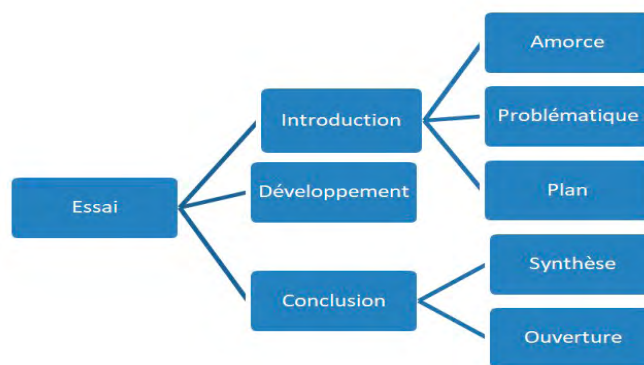 Essai
Introduction
Amorce
Problématique
Plan
Développement
Conclusion
Synthèse
Ouverture